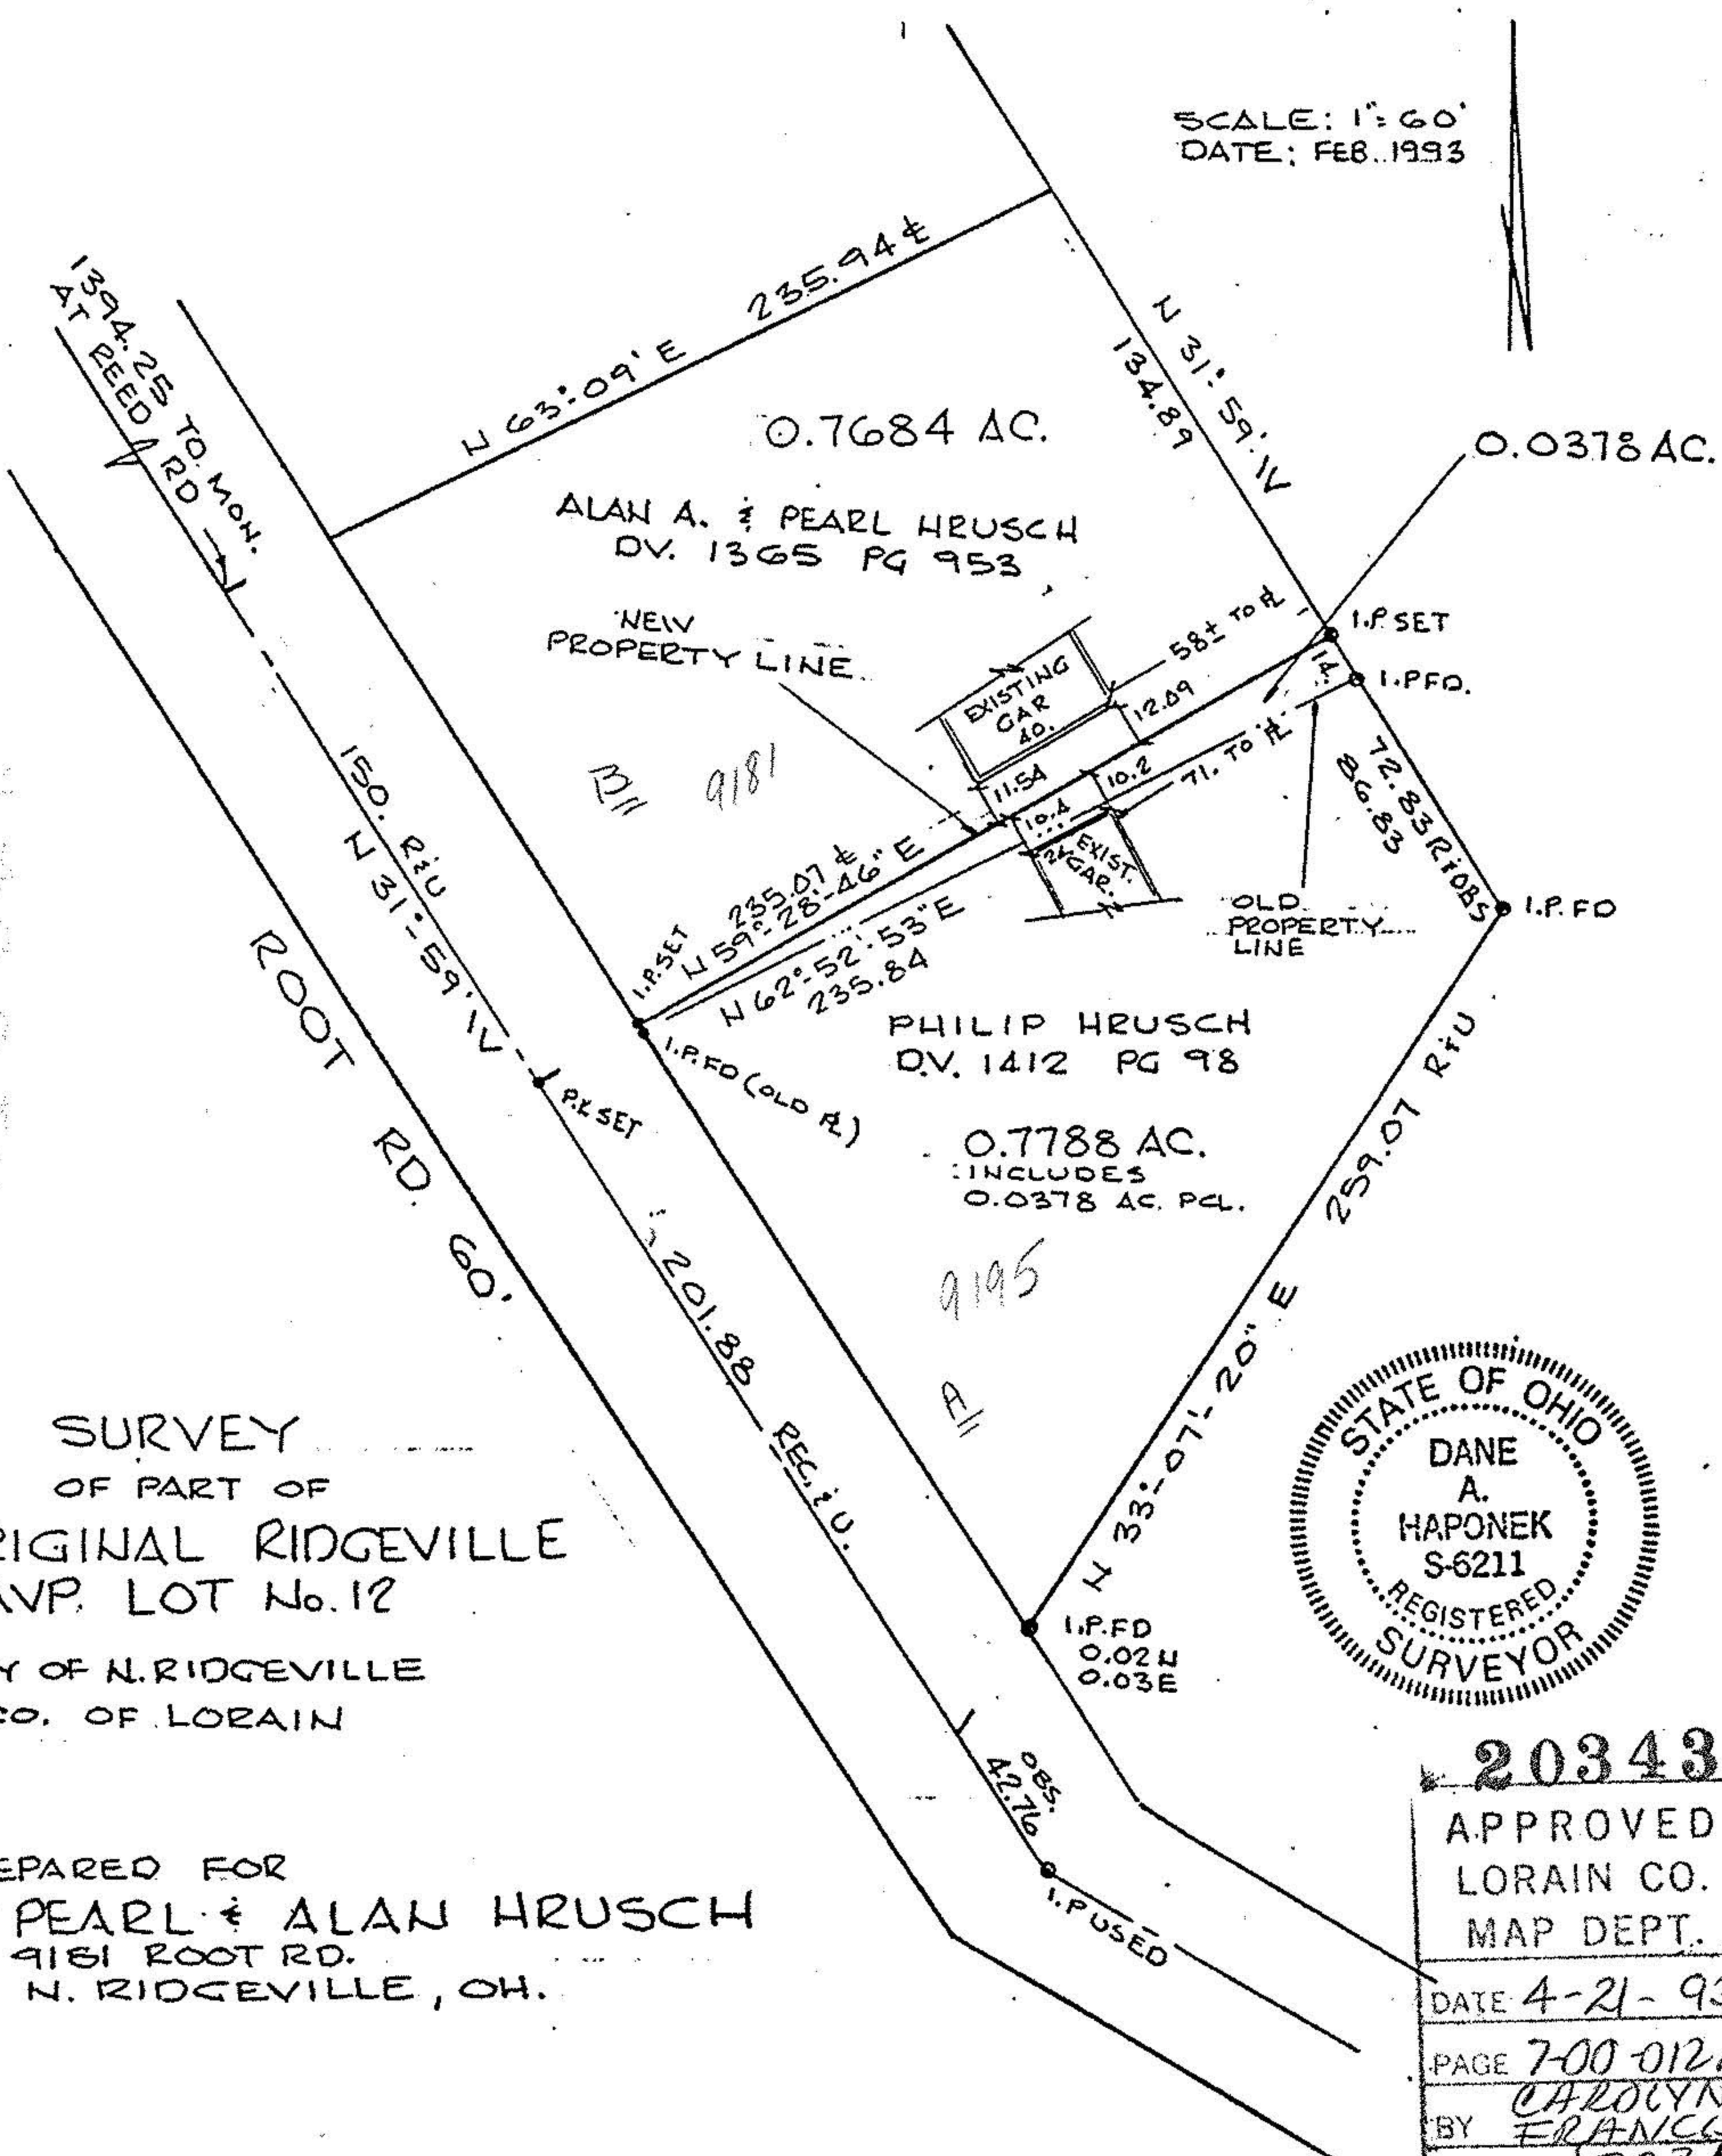 SCALE: 1"= 60'
DATE: FEB. 1993
1394.25 TO MON.
AT REED RD
N 63°-09' E 235.94 ₡
N 31°-59' W
134.89
0.7684 AC.
0.0378 AC.
ALAN A. & PEARL HRUSCH
DV. 1365 PG 953
NEW
PROPERTY LINE
EXISTING
GAR
40.
58± TO ⅊
12.09
11.54
I.P. SET
14.
I.P FD.
10.2
10.4
71. TO ⅊
EXIST.
GAR.
B
9181
72.83 R&OBS
86.83
I.P. FD
OLD
PROPERTY
LINE
150. R&U
N 31°-59' W
I.P. SET
235.07 ₡
N 59°-28'-46" E
N 62°-52'-53" E
235.84
I.P. FD (OLD ⅊)
P.K SET
ROOT RD. 60'
PHILIP HRUSCH
D.V. 1412 PG 98
0.7788 AC.
INCLUDES
0.0378 AC. PCL.
9195
A
N 33°-07'-20" E 259.07 R&U
201.88 REC. & U.
I.P. FD
0.02 N
0.03 E
OBS.
42.76
I.P USED
SURVEY
OF PART OF
RIGINAL RIDGEVILLE
WP. LOT No. 12
Y OF N. RIDGEVILLE
CO. OF LORAIN
EPARED FOR
PEARL & ALAN HRUSCH
9181 ROOT RD.
N. RIDGEVILLE, OH.
STATE OF OHIO
DANE
A.
HAPONEK
S-6211
REGISTERED
SURVEYOR
20343
APPROVED
LORAIN CO.
MAP DEPT.
DATE 4-21-93
PAGE 7-00-012
CAROLYN
BY